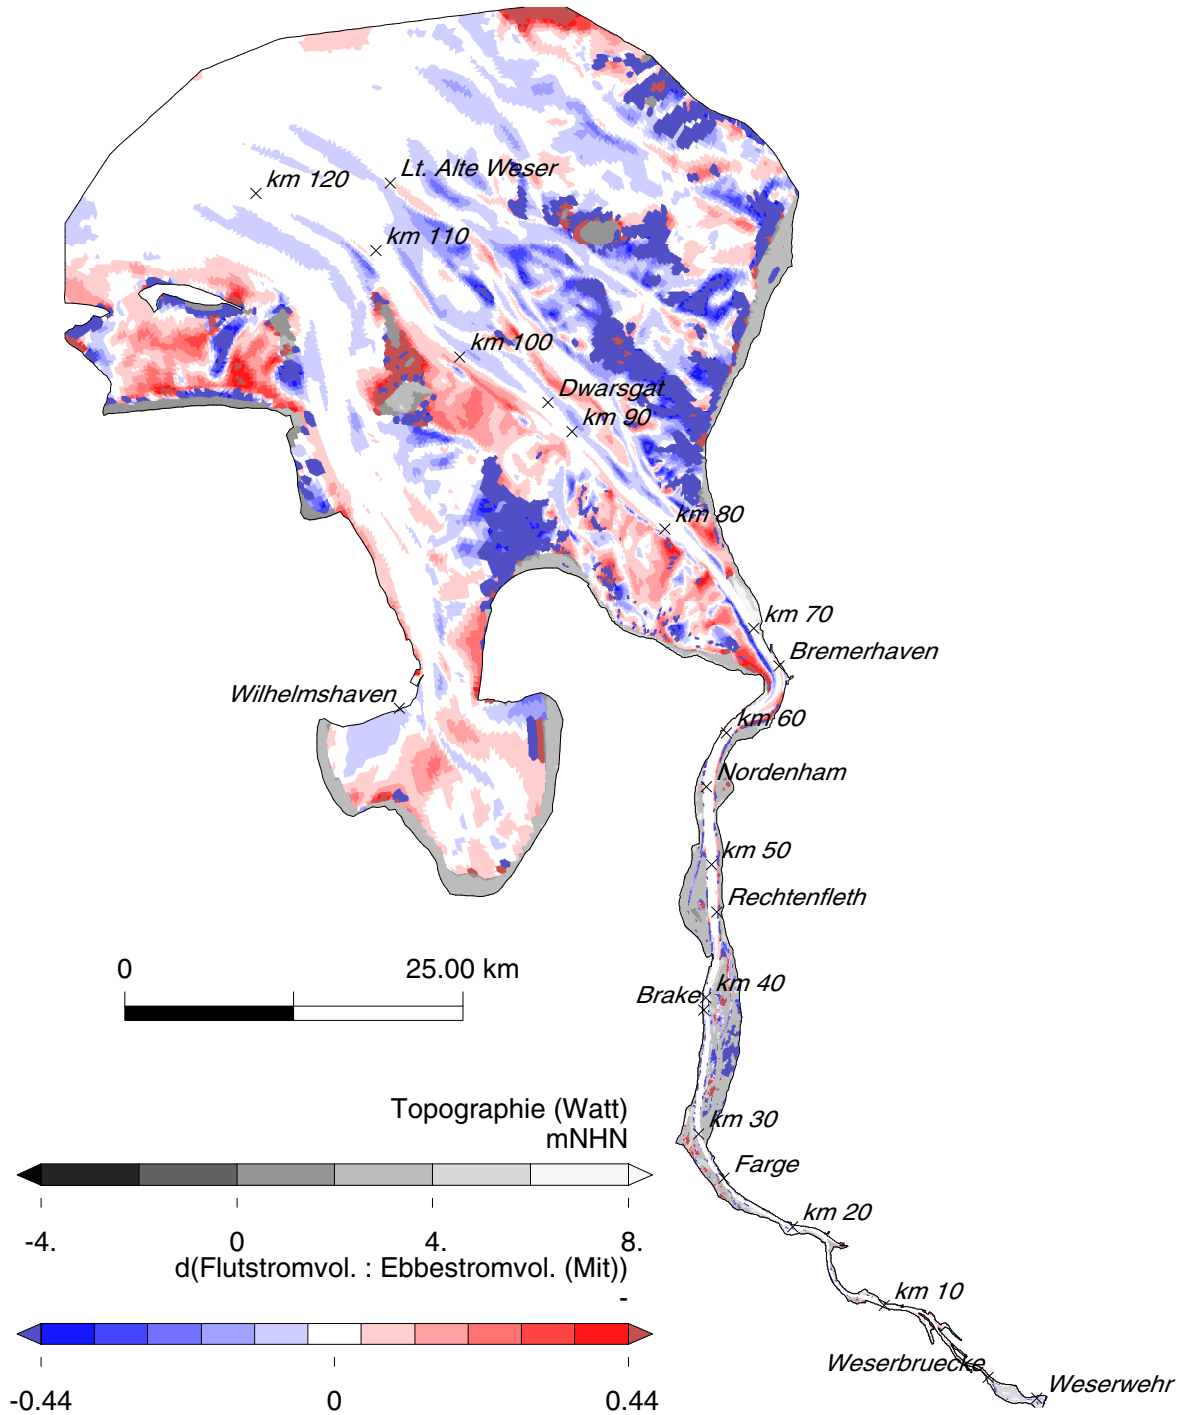 km 120
Lt. Alte Weser
km 110
km 100
Dwarsgat
km 90
km 80
km 70
Bremerhaven
Wilhelmshaven
km 60
Nordenham
km 50
Rechtenfleth
0 25.00 km
km 40
Brake
Topographie (Watt)
mNHN
km 30
Farge
-4. 0 4. 8.
km 20
d(Flutstromvol. : Ebbestromvol. (Mit))
-
km 10
Weserbruecke
Weserwehr
-0.44 0 0.44